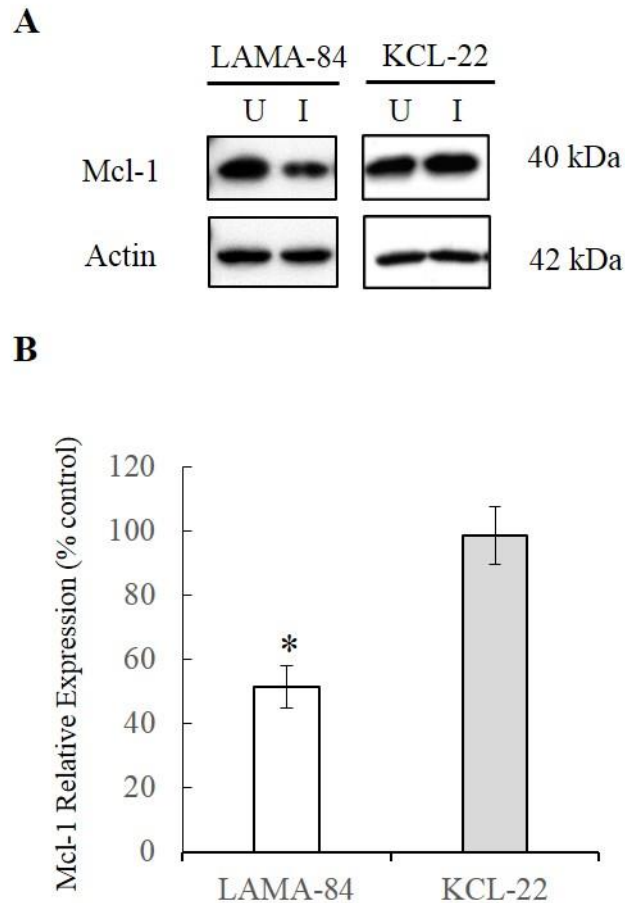 A
LAMA-84 KCL-22
U I U I
Mcl-1 40 kDa
Actin 42 kDa
B
Mcl-1 Relative Expression (% control)
120
100
80
60
40
20
0
*
LAMA-84 KCL-22